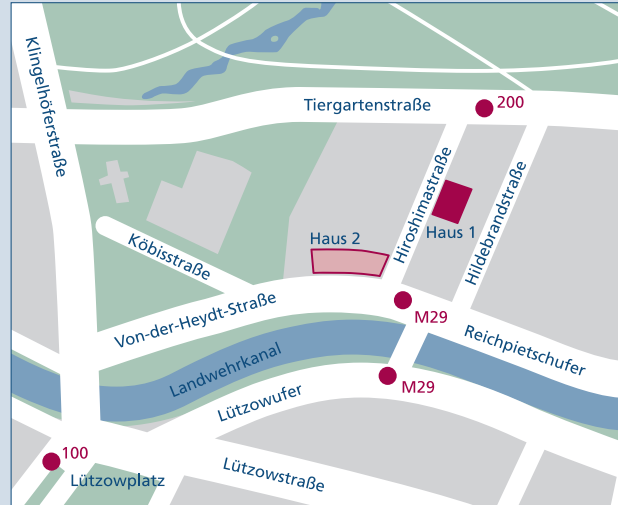 Klingelhöferstraße
Tiergartenstraße
200
Hiroshimastraße
Hildebrandstraße
Haus 1
Haus 2
Köbisstraße
Von-der-Heydt-Straße
M29
Reichpietschufer
Landwehrkanal
M29
Lützowufer
100
Lützowplatz
Lützowstraße